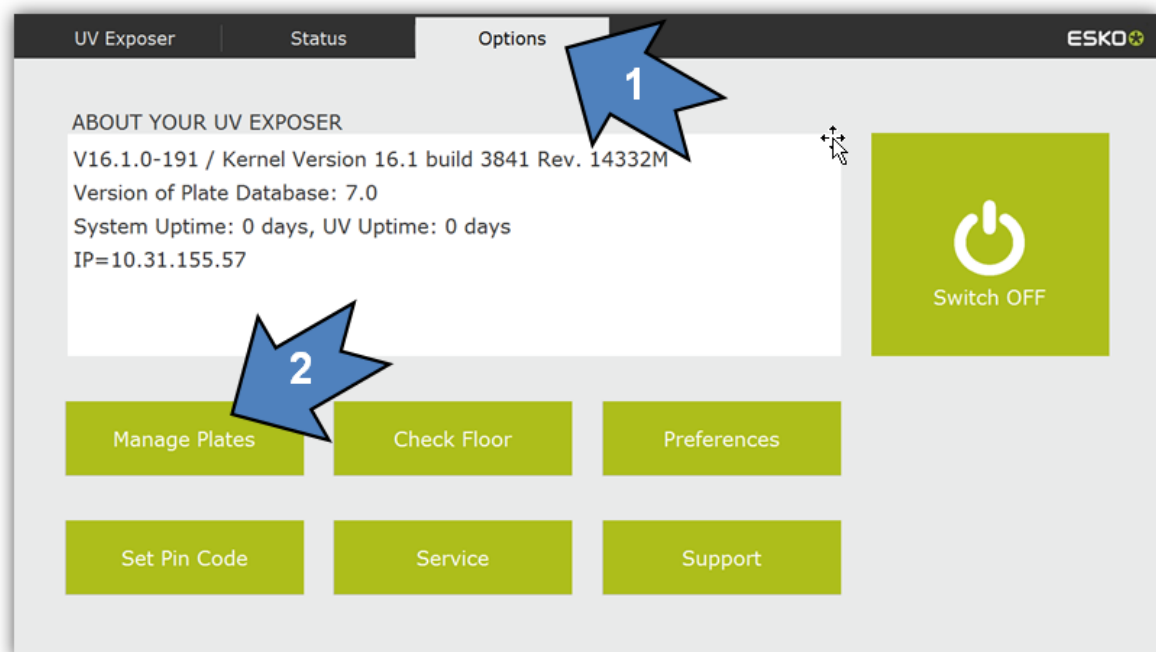 UV Exposer
Status
Options
ESKO
1
ABOUT YOUR UV EXPOSER
V16.1.0-191 / Kernel Version 16.1 build 3841 Rev. 14332M
Version of Plate Database: 7.0
System Uptime: 0 days, UV Uptime: 0 days
IP=10.31.155.57
Switch OFF
2
Manage Plates
Check Floor
Preferences
Set Pin Code
Service
Support